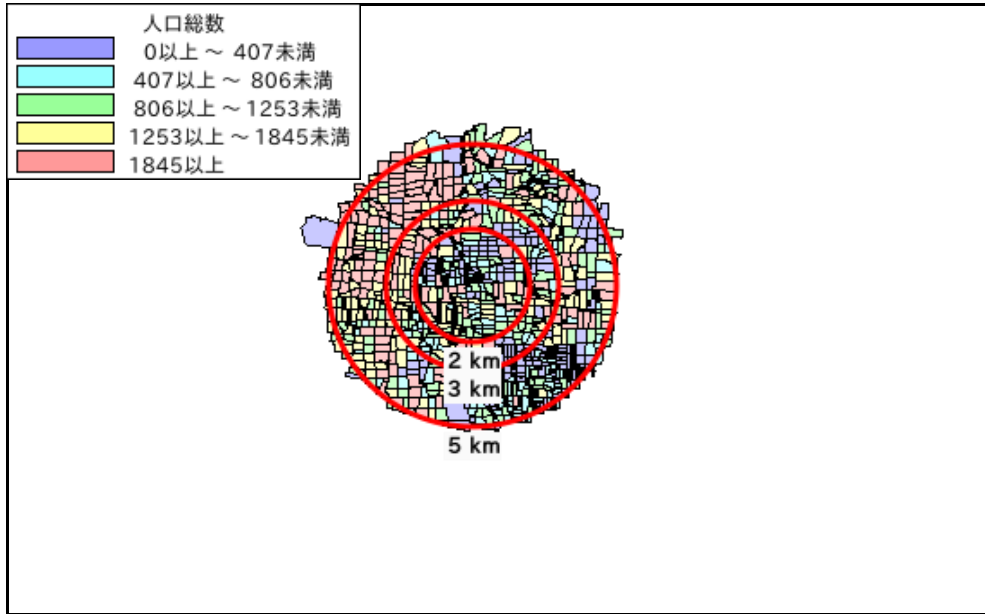 人口総数
0以上 ～ 407未満
407以上 ～ 806未満
806以上 ～ 1253未満
1253以上 ～ 1845未満
1845以上
2 km
3 km
5 km